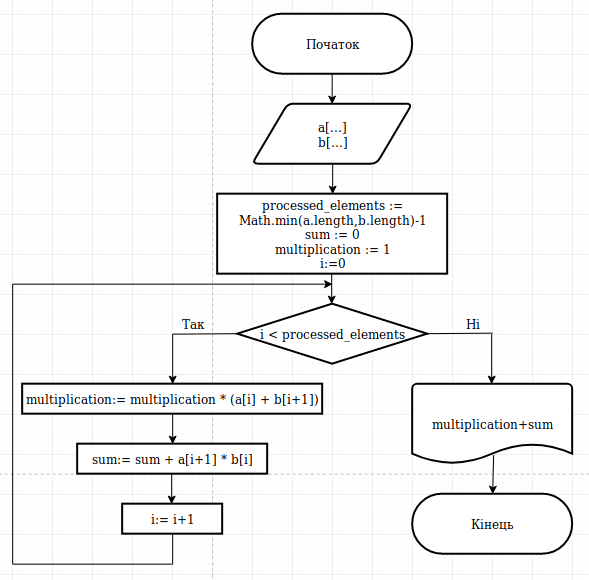 Початок
a[...]
b[...]
processed_elements :=
Math.min(a.length,b.length)-1
sum := 0
multiplication := 1
i:=0
i < processed_elements
Так
Ні
multiplication:= multiplication * (a[i] + b[i+1])
sum:= sum + a[i+1] * b[i]
i:= i+1
multiplication+sum
Кінець